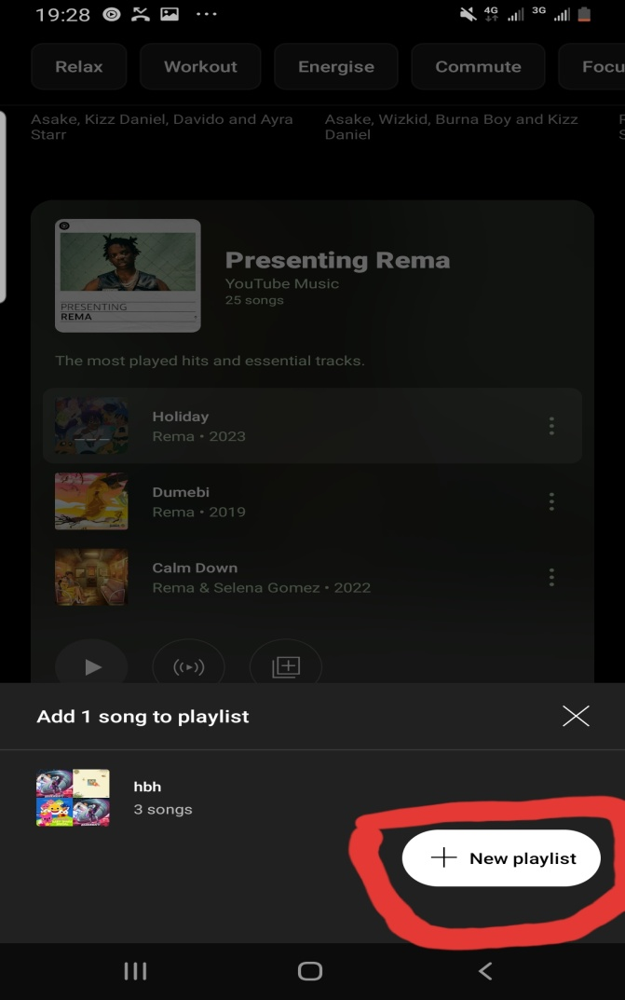 19:28
4G
3G
Relax
Workout
Energise
Commute
Focu
Asake, Kizz Daniel, Davido and Ayra
Starr
Asake, Wizkid, Burna Boy and Kizz
Daniel
Presenting Rema
YouTube Music
25 songs
PRESENTING
REMA
The most played hits and essential tracks.
Holiday
Rema • 2023
Dumebi
Rema • 2019
Calm Down
Rema & Selena Gomez • 2022
Add 1 song to playlist
hbh
3 songs
New playlist